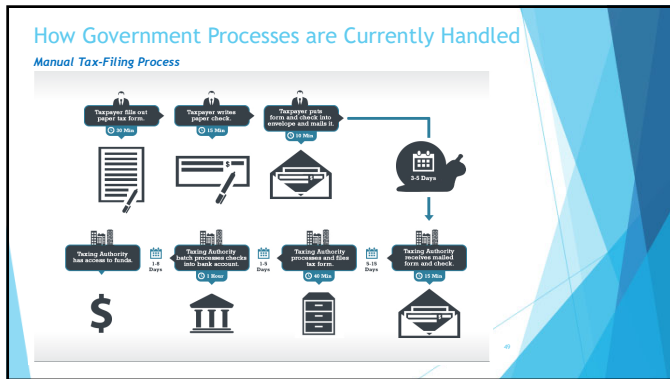 How Government Processes are Currently Handled
Manual Tax-Filing Process
Taxpayer fills out
paper tax form.
30 Min
Taxpayer writes
paper check.
15 Min
Taxpayer puts
form and check into
envelope and mails it.
10 Min
$
3-5 Days
Taxing Authority
receives mailed
form and check.
15 Min
5-15
Days
Taxing Authority
processes and files
tax form.
40 Min
1-5
Days
Taxing Authority
batch processes checks
into bank account.
1 Hour
Days
Taxing Authority
has access to funds.
$
49